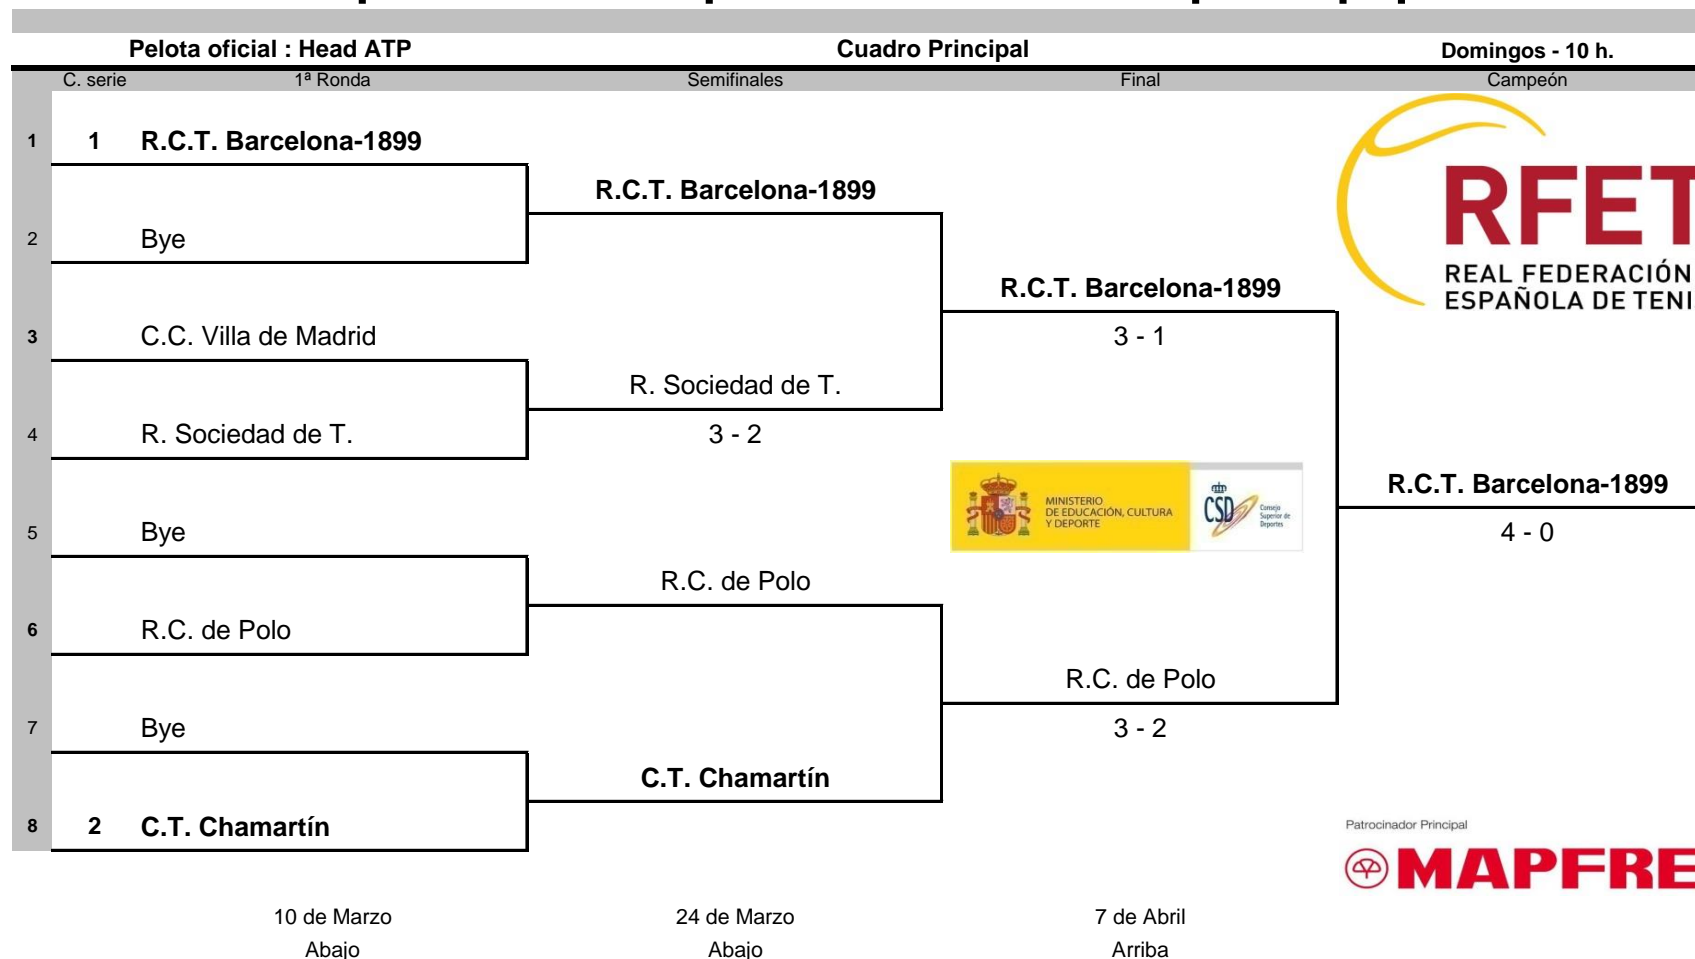 Pelota oficial : Head ATP Cuadro Principal Domingos - 10 h.
C. serie 1ª Ronda Semifinales Final Campeón
1 1 R.C.T. Barcelona-1899
R.C.T. Barcelona-1899
2 Bye
R.C.T. Barcelona-1899
3 C.C. Villa de Madrid 3 - 1
R. Sociedad de T.
4 R. Sociedad de T. 3 - 2
R.C.T. Barcelona-1899
5 Bye 4 - 0
R.C. de Polo
6 R.C. de Polo
R.C. de Polo
7 Bye 3 - 2
C.T. Chamartín
8 2 C.T. Chamartín
RFET
REAL FEDERACIÓN
ESPAÑOLA DE TENI
MINISTERIO
DE EDUCACIÓN, CULTURA
Y DEPORTE
CSD
Consejo
Superior de
Deportes
Patrocinador Principal
MAPFRE
10 de Marzo 24 de Marzo 7 de Abril
Abajo Abajo Arriba